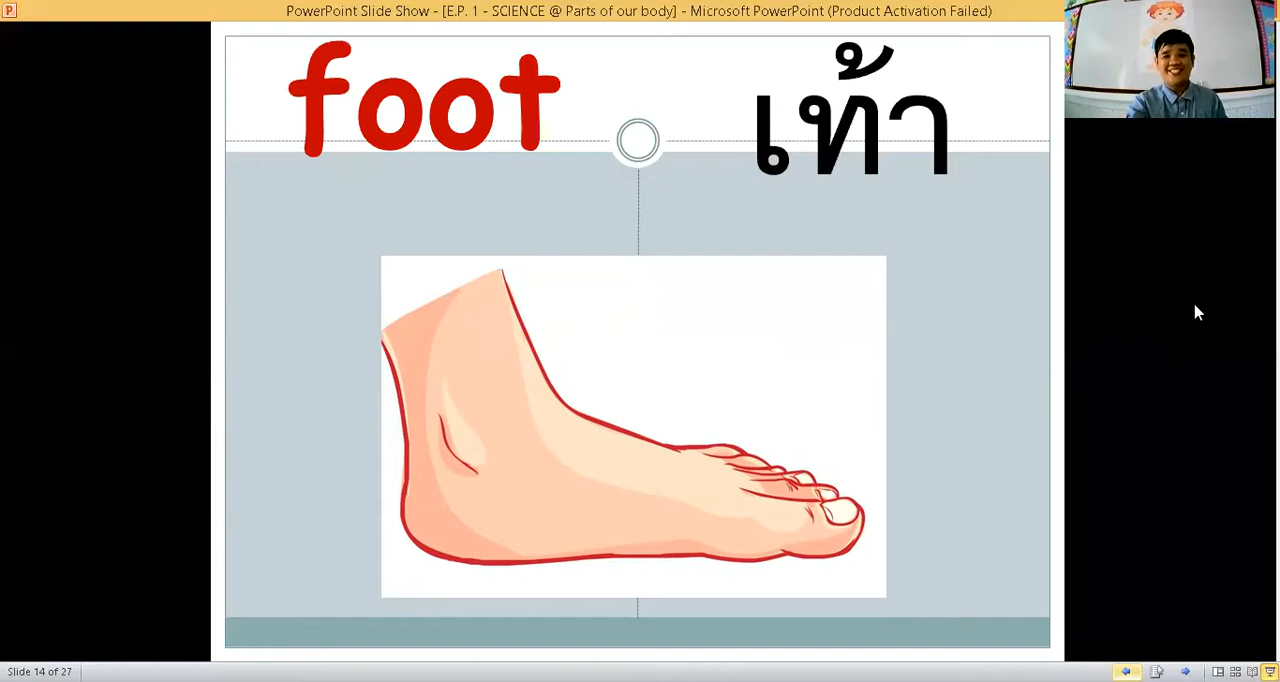 PowerPoint Slide Show - [E.P. 1 - SCIENCE @ Parts of our body] - Microsoft PowerPoint (Product Activation Failed)
foot เท้า
Slide 14 of 27